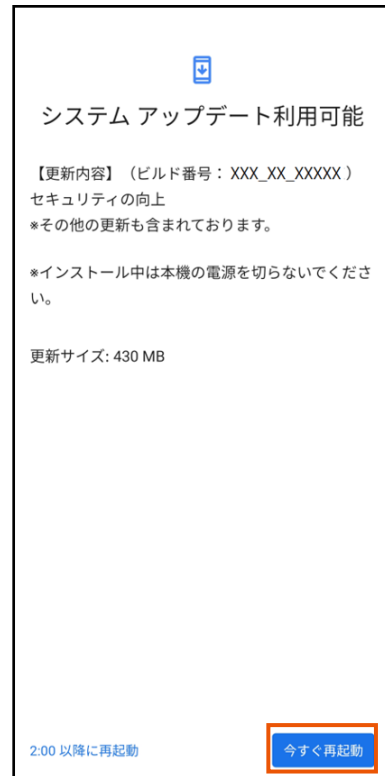 システム アップデート利用可能
【更新内容】（ビルド番号： XXX_XX_XXXXX ）
セキュリティの向上
*その他の更新も含まれております。
*インストール中は本機の電源を切らないでくださ
い。
更新サイズ: 430 MB
2:00 以降に再起動
今すぐ再起動